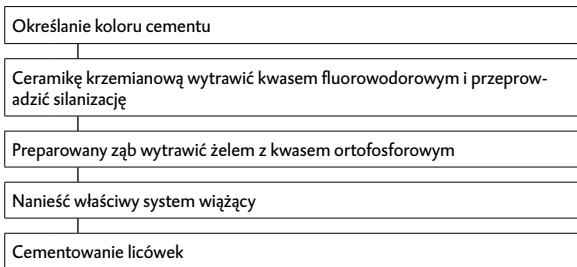 Określanie koloru cementu
Ceramikę krzemianową wytrawić kwasem fluorowodorowym i przeprow-
adzić silanizację
Preparowany ząb wytrawić żelem z kwasem ortofosforowym
Nanieść właściwy system wiążący
Cementowanie licówek